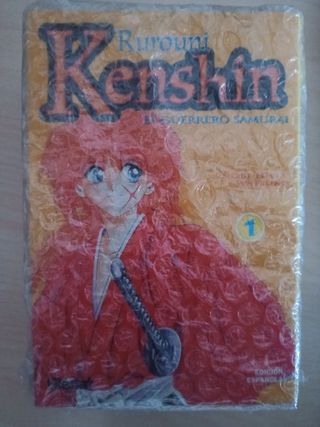 Rurouni
Kenshin
EL GUERRERO SAMURAI
1
EDICIÓN
ESPAÑOLA